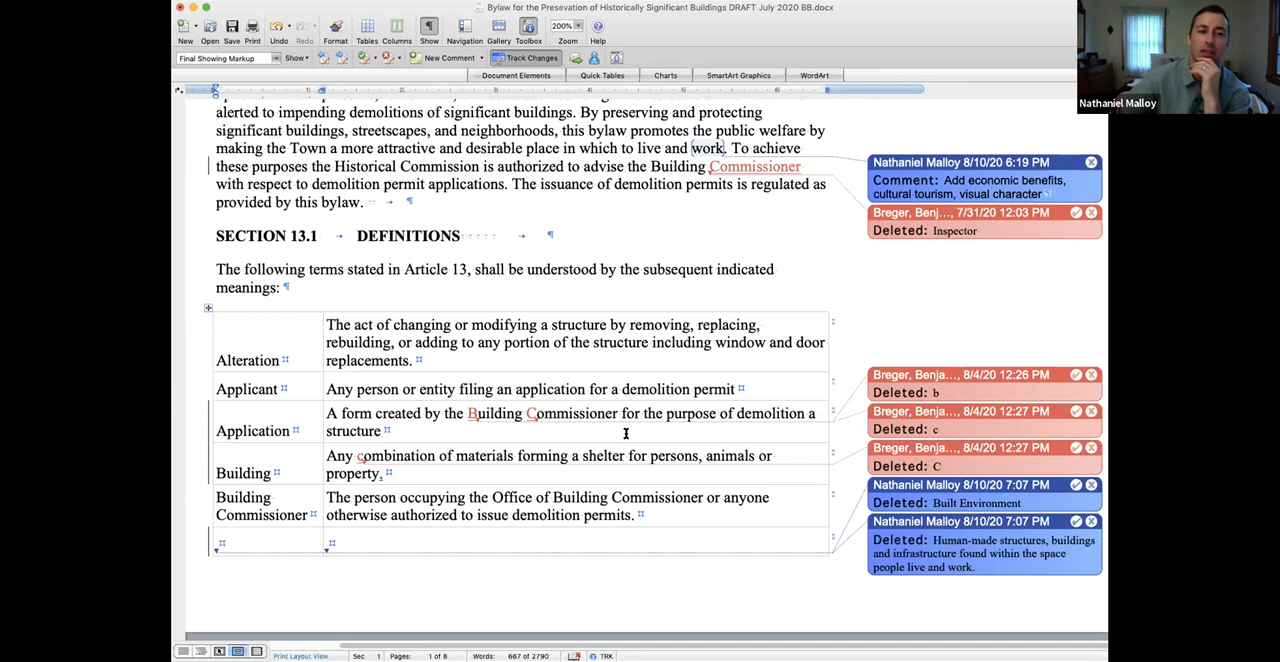 Bylaw for the Presevation of Historically Significant Buildings DRAFT July 2020 BB.docx
New Open Save Print Undo Redo Format Tables Columns Show Navigation Gallery Toolbox Zoom Help
200%
Final Showing Markup Show New Comment Track Changes
Document Elements Quick Tables Charts SmartArt Graphics WordArt
alerted to impending demolitions of significant buildings. By preserving and protecting
significant buildings, streetscapes, and neighborhoods, this bylaw promotes the public welfare by
making the Town a more attractive and desirable place in which to live and work. To achieve
these purposes the Historical Commission is authorized to advise the Building Commissioner
with respect to demolition permit applications. The issuance of demolition permits is regulated as
provided by this bylaw.
SECTION 13.1 DEFINITIONS
The following terms stated in Article 13, shall be understood by the subsequent indicated
meanings:
The act of changing or modifying a structure by removing, replacing,
rebuilding, or adding to any portion of the structure including window and door
Alteration replacements.
Applicant Any person or entity filing an application for a demolition permit
A form created by the Building Commissioner for the purpose of demolition a
Application structure
Any combination of materials forming a shelter for persons, animals or
Building property.
Building The person occupying the Office of Building Commissioner or anyone
Commissioner otherwise authorized to issue demolition permits.
Nathaniel Malloy 8/10/20 6:19 PM
Comment: Add economic benefits,
cultural tourism, visual character
Breger, Benj..., 7/31/20 12:03 PM
Deleted: Inspector
Breger, Benja..., 8/4/20 12:26 PM
Deleted: b
Breger, Benja..., 8/4/20 12:27 PM
Deleted: c
Breger, Benja..., 8/4/20 12:27 PM
Deleted: C
Nathaniel Malloy 8/10/20 7:07 PM
Deleted: Built Environment
Nathaniel Malloy 8/10/20 7:07 PM
Deleted: Human-made structures, buildings
and infrastructure found within the space
people live and work.
Print Layout View Sec 1 Pages: 1 of 8 Words: 667 of 2790 TRK
Nathaniel Malloy